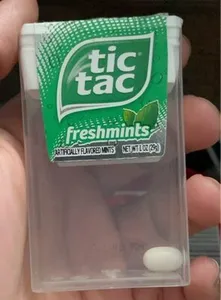 tic
tac
freshmints
ARTIFICIALLY FLAVORED MINTS NET WT. 1 OZ (29g)